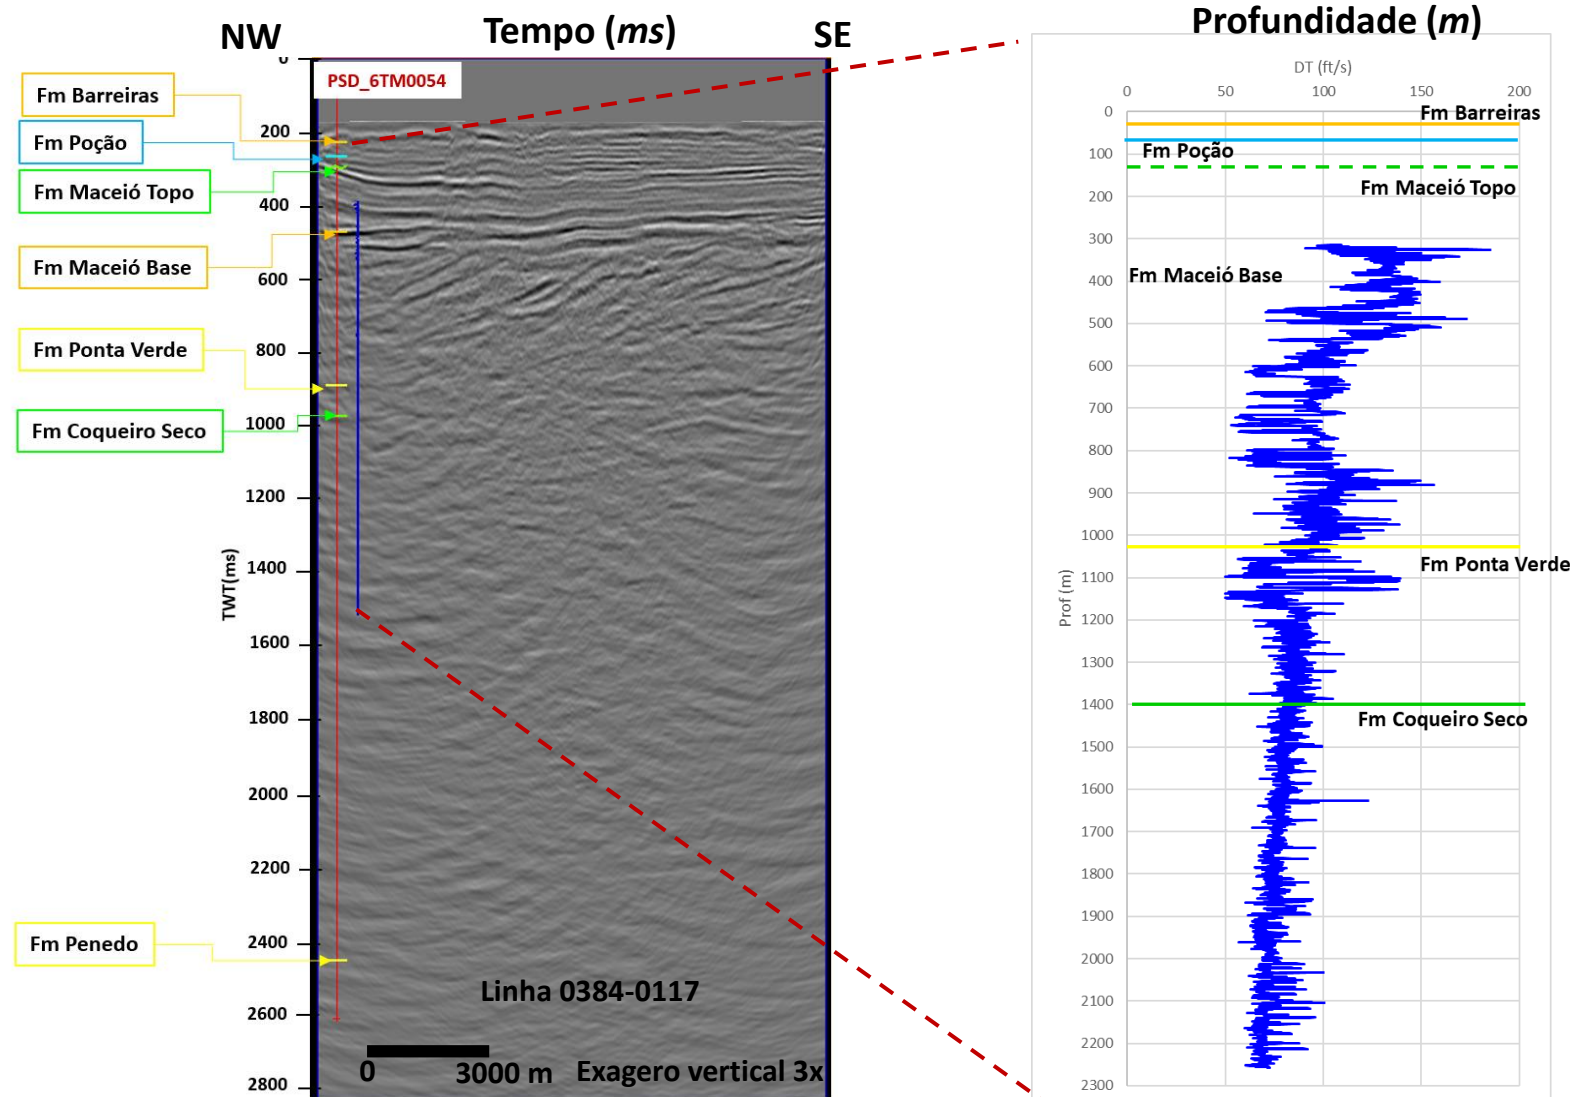 NW
Tempo (ms)
SE
PSD_6TM0054
Fm Barreiras
Fm Poção
Fm Maceió Topo
Fm Maceió Base
Fm Ponta Verde
Fm Coqueiro Seco
Fm Penedo
TWT(ms)
0
200
400
600
800
1000
1200
1400
1600
1800
2000
2200
2400
2600
2800
Linha 0384-0117
0 3000 m
Exagero vertical 3x
Profundidade (m)
DT (ft/s)
0 50 100 150 200
Prof (m)
0
100
200
300
400
500
600
700
800
900
1000
1100
1200
1300
1400
1500
1600
1700
1800
1900
2000
2100
2200
2300
Fm Barreiras
Fm Poção
Fm Maceió Topo
Fm Maceió Base
Fm Ponta Verde
Fm Coqueiro Seco